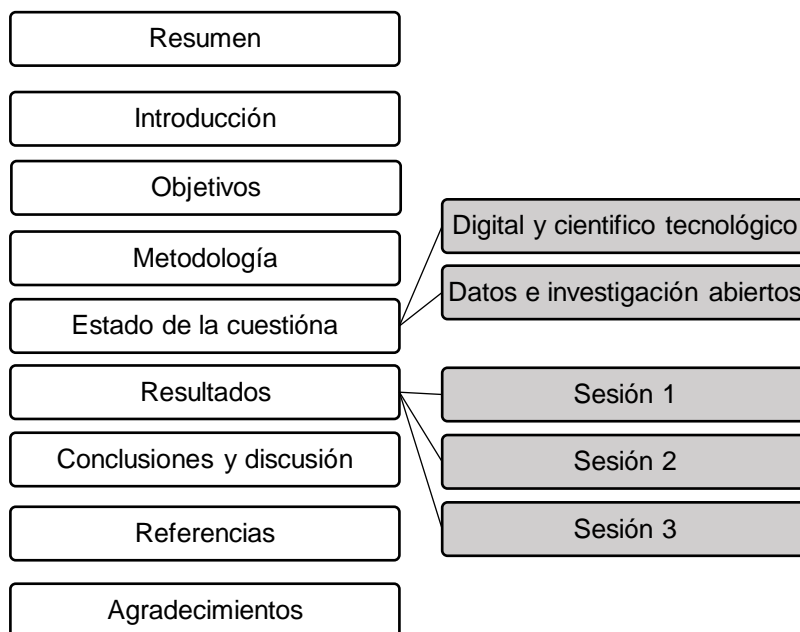 Resumen
Introducción
Objetivos
Metodología
Estado de la cuestióna
Digital y cientifico tecnológico
Datos e investigación abiertos
Resultados
Sesión 1
Sesión 2
Sesión 3
Conclusiones y discusión
Referencias
Agradecimientos